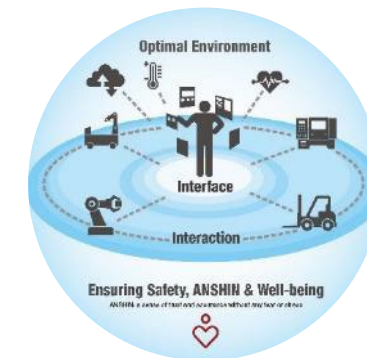 Optimal Environment
Interface
Interaction
Ensuring Safety, ANSHIN & Well-being
ANSHIN: a sense of trust and assurance without any fear or stress